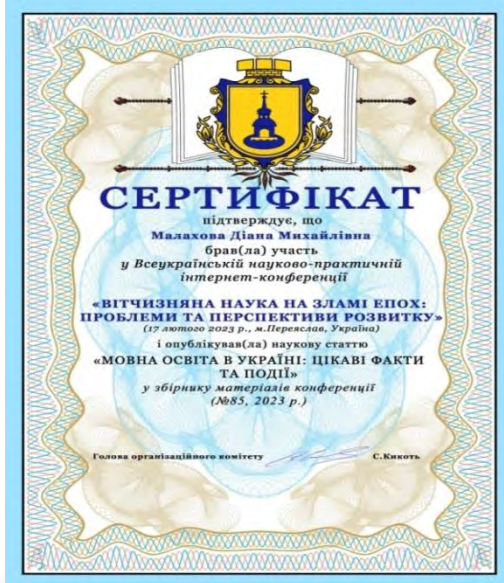 СЕРТИФІКАТ
підтверджує, що
Малахова Діана Михайлівна
брав(ла) участь
у Всеукраїнській науково-практичній
інтернет-конференції
«ВІТЧИЗНЯНА НАУКА НА ЗЛАМІ ЕПОХ:
ПРОБЛЕМИ ТА ПЕРСПЕКТИВИ РОЗВИТКУ»
(17 лютого 2023 р., м.Переяслав, Україна)
і опублікував(ла) наукову статтю
«МОВНА ОСВІТА В УКРАЇНІ: ЦІКАВІ ФАКТИ
ТА ПОДІЇ»
у збірнику матеріалів конференції
(№85, 2023 р.)
Голова організаційного комітету С.Кикоть